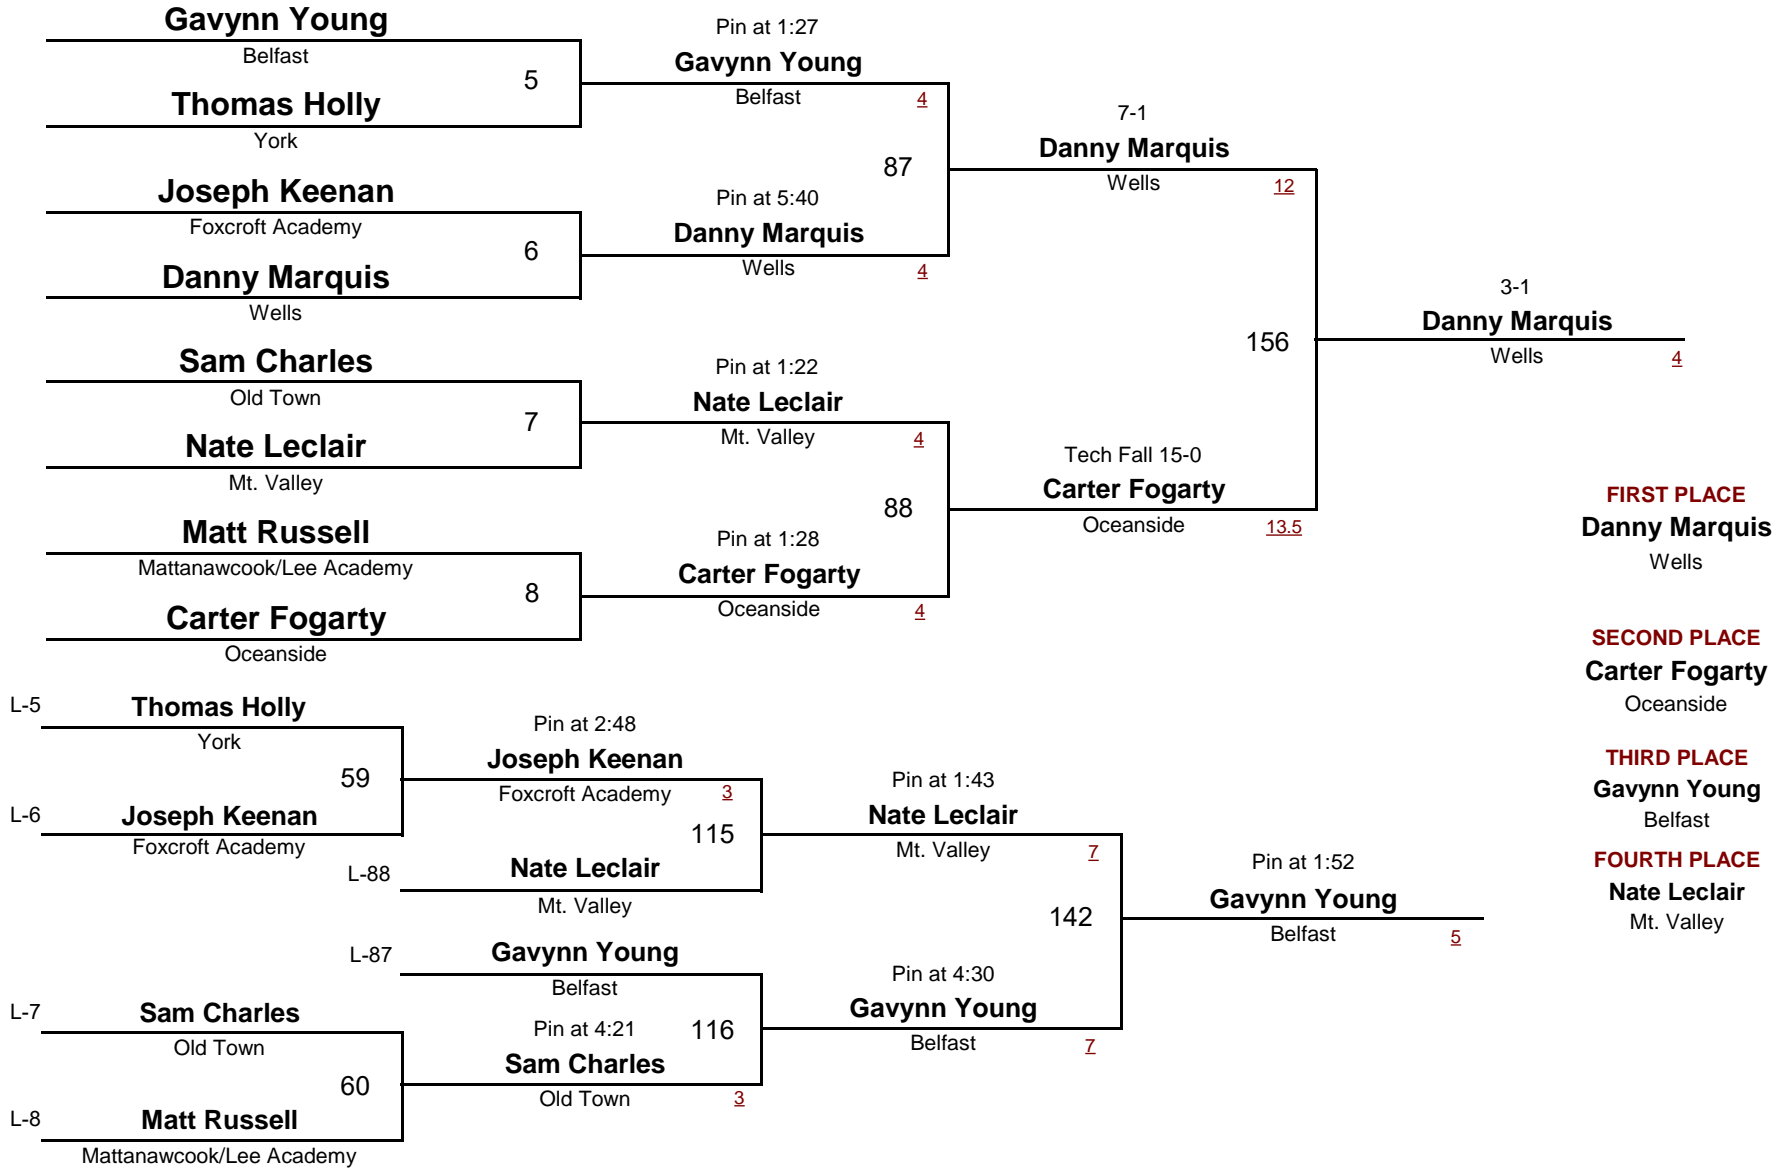 Gavynn Young
Belfast
5
Thomas Holly
York
Joseph Keenan
Foxcroft Academy
6
Danny Marquis
Wells
Sam Charles
Old Town
7
Nate Leclair
Mt. Valley
Matt Russell
Mattanawcook/Lee Academy
8
Carter Fogarty
Oceanside
Pin at 1:27
Gavynn Young
Belfast
4
87
Pin at 5:40
Danny Marquis
Wells
4
Pin at 1:22
Nate Leclair
Mt. Valley
4
88
Pin at 1:28
Carter Fogarty
Oceanside
4
7-1
Danny Marquis
Wells
12
156
Tech Fall 15-0
Carter Fogarty
Oceanside
13.5
3-1
Danny Marquis
Wells
4
FIRST PLACE
Danny Marquis
Wells
SECOND PLACE
Carter Fogarty
Oceanside
THIRD PLACE
Gavynn Young
Belfast
FOURTH PLACE
Nate Leclair
Mt. Valley
L-5
Thomas Holly
York
59
L-6
Joseph Keenan
Foxcroft Academy
Pin at 2:48
Joseph Keenan
Foxcroft Academy
3
115
L-88
Nate Leclair
Mt. Valley
L-87
Gavynn Young
Belfast
L-7
Sam Charles
Old Town
60
L-8
Matt Russell
Mattanawcook/Lee Academy
116
Pin at 4:21
Sam Charles
Old Town
3
Pin at 1:43
Nate Leclair
Mt. Valley
7
142
Pin at 4:30
Gavynn Young
Belfast
7
Pin at 1:52
Gavynn Young
Belfast
5